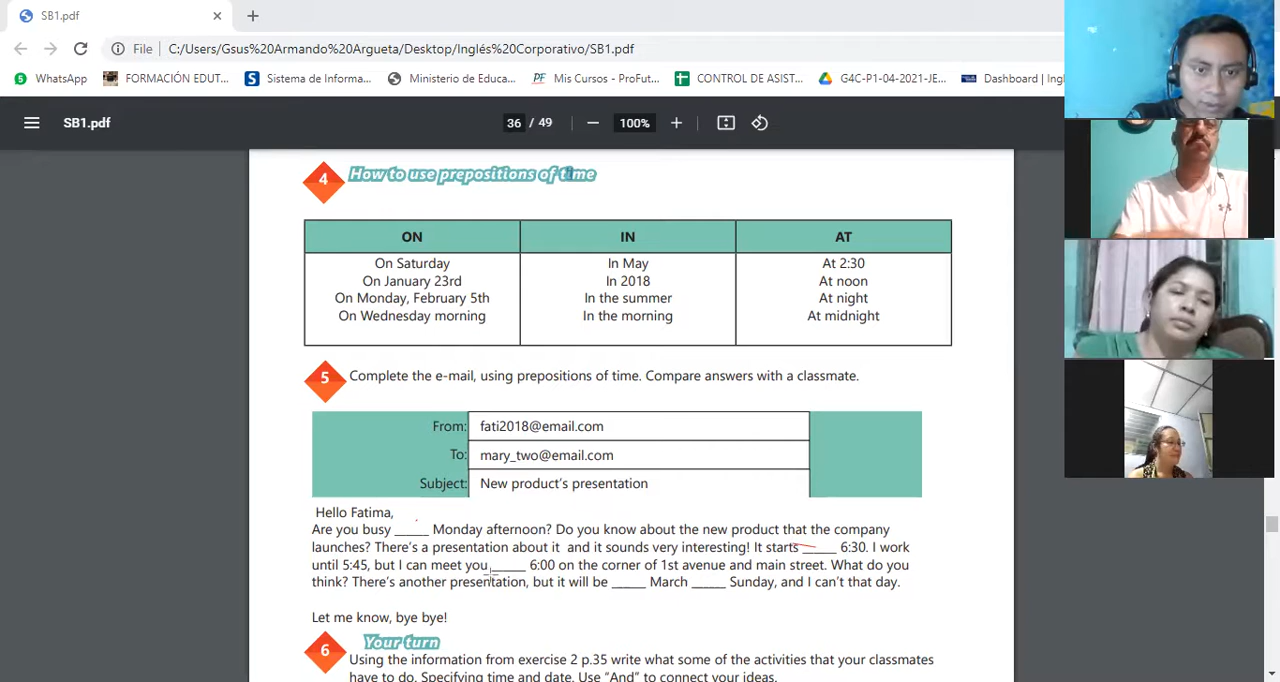 SB1.pdf
File C:/Users/Gsus%20Armando%20Argueta/Desktop/Inglés%20Corporativo/SB1.pdf
WhatsApp FORMACIÓN EDUT... Sistema de Informa... Ministerio de Educa... Mis Cursos - ProFut... CONTROL DE ASIST... G4C-P1-04-2021-JE... Dashboard | Ingl
SB1.pdf 36 / 49 100%
4 How to use prepositions of time
ON IN AT
On Saturday In May At 2:30
On January 23rd In 2018 At noon
On Monday, February 5th In the summer At night
On Wednesday morning In the morning At midnight
5 Complete the e-mail, using prepositions of time. Compare answers with a classmate.
From: fati2018@email.com
To: mary_two@email.com
Subject: New product's presentation
Hello Fatima,
Are you busy _____ Monday afternoon? Do you know about the new product that the company
launches? There's a presentation about it and it sounds very interesting! It starts _____ 6:30. I work
until 5:45, but I can meet you _____ 6:00 on the corner of 1st avenue and main street. What do you
think? There's another presentation, but it will be _____ March _____ Sunday, and I can't that day.
Let me know, bye bye!
6 Your turn
Using the information from exercise 2 p.35 write what some of the activities that your classmates
have to do. Specifying time and date. Use "And" to connect your ideas.